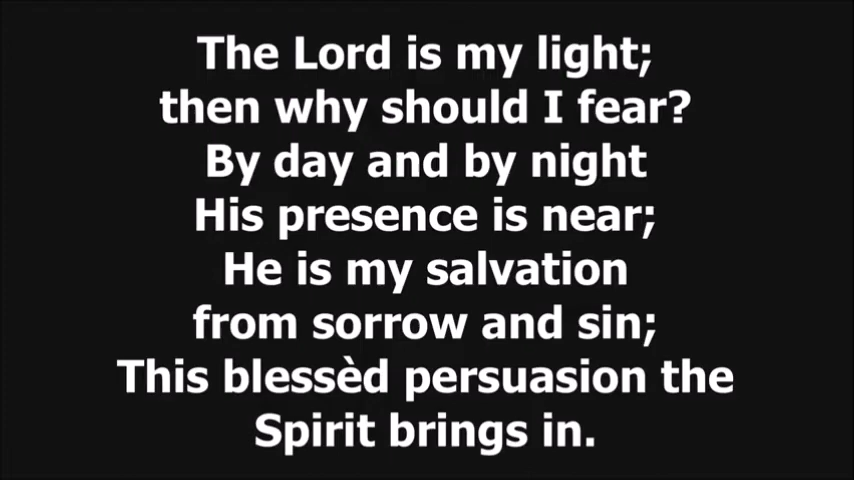 The Lord is my light;
then why should I fear?
By day and by night
His presence is near;
He is my salvation
from sorrow and sin;
This blessèd persuasion the
Spirit brings in.